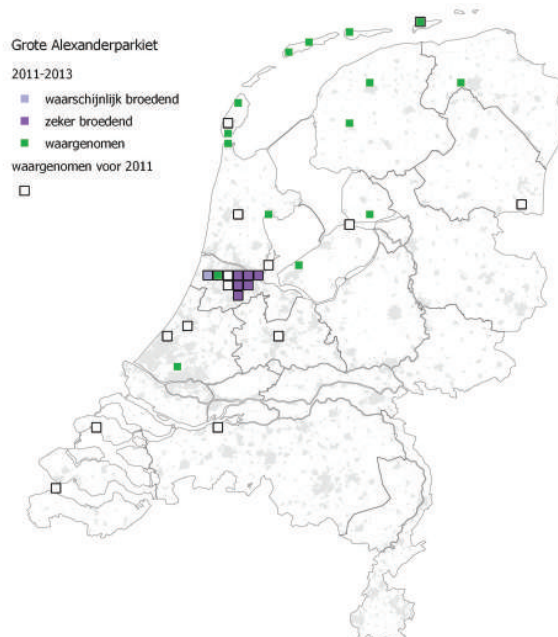 Grote Alexanderparkiet
2011-2013
waarschijnlijk broedend
zeker broedend
waargenomen
waargenomen voor 2011